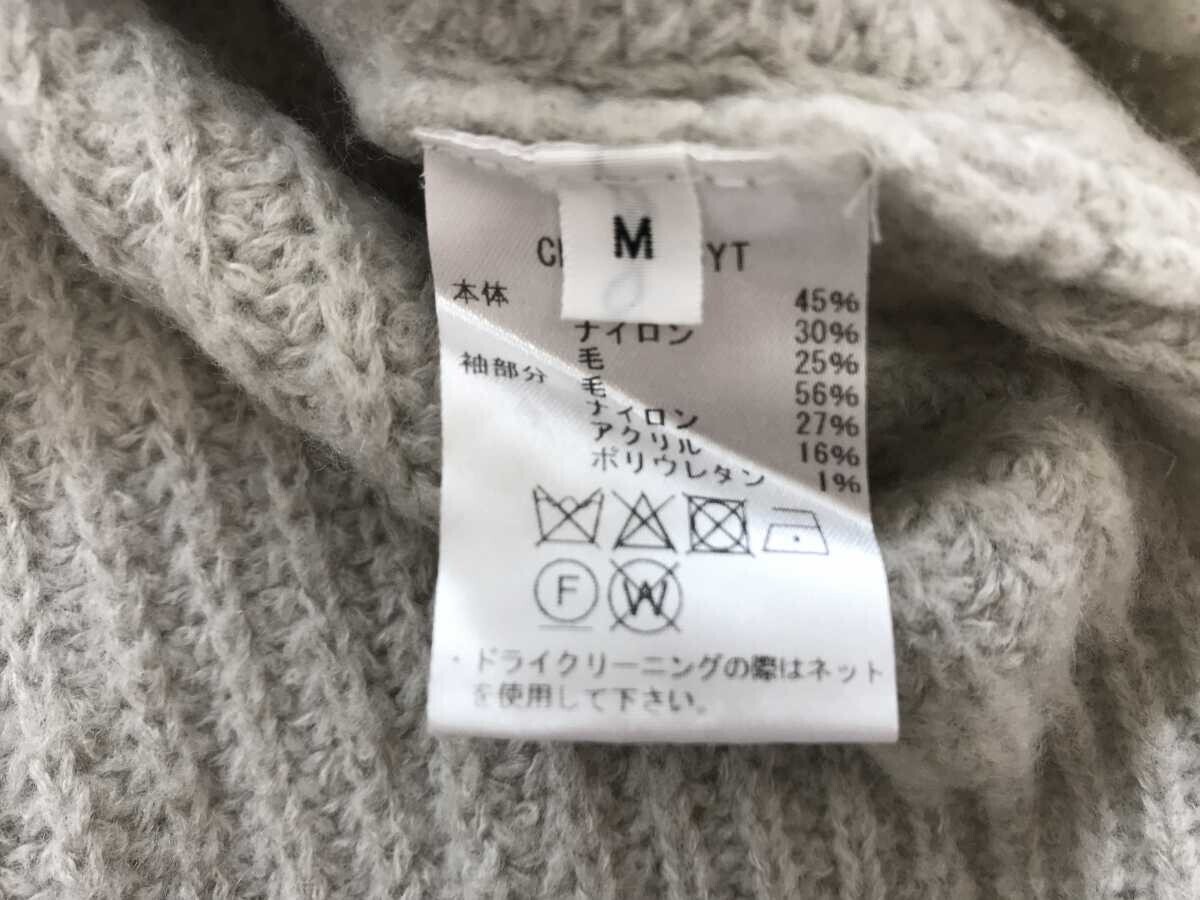 M
YT
本体 45%
ナイロン 30%
毛 25%
袖部分 毛 56%
ナイロン 27%
アクリル 16%
ポリウレタン 1%
F W
・ドライクリーニングの際はネット
を使用して下さい。